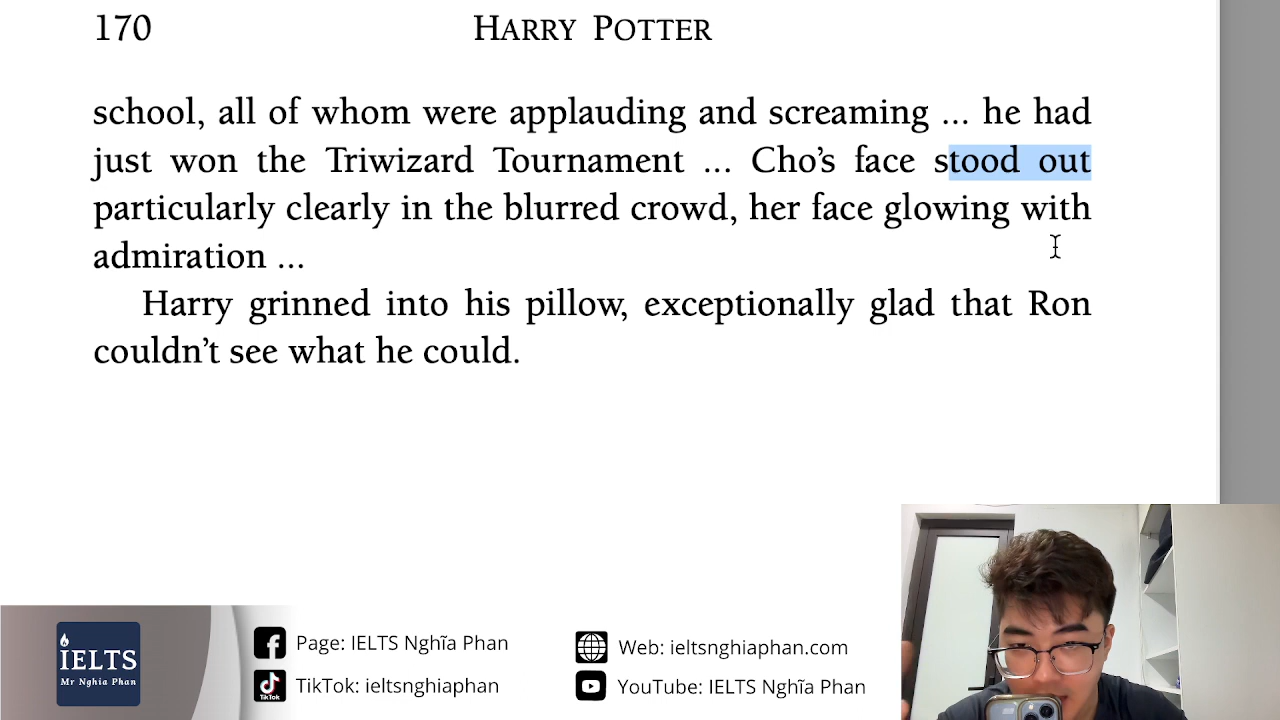 170 HARRY POTTER
school, all of whom were applauding and screaming ... he had
just won the Triwizard Tournament ... Cho's face stood out
particularly clearly in the blurred crowd, her face glowing with
admiration ...
Harry grinned into his pillow, exceptionally glad that Ron
couldn't see what he could.
IELTS
Mr Nghia Phan
Page: IELTS Nghĩa Phan
TikTok
TikTok: ieltsnghiaphan
Web: ieltsnghiaphan.com
YouTube: IELTS Nghĩa Phan